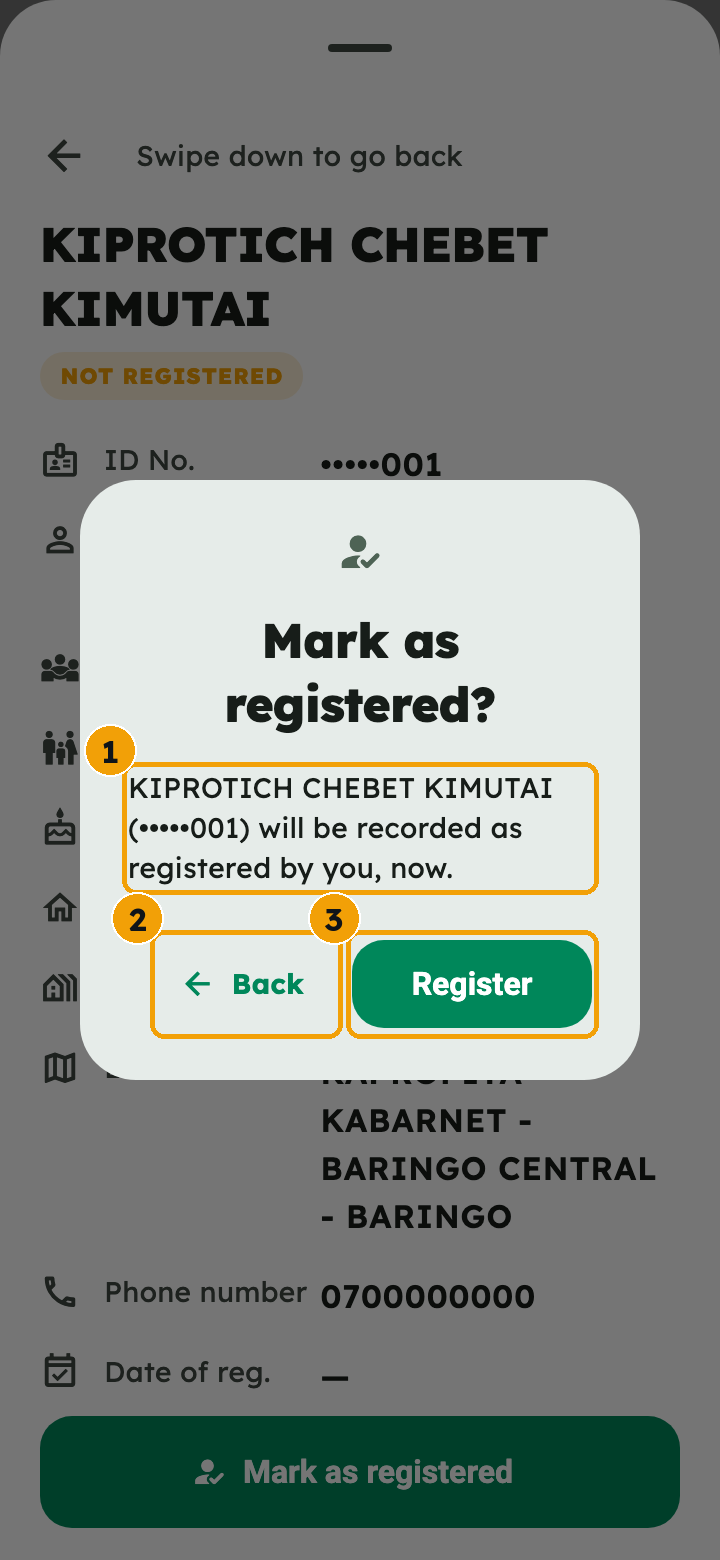 Swipe down to go back
KIPROTICH CHEBET
KIMUTAI
NOT REGISTERED
ID No.
•••••001
Mark as
registered?
1
KIPROTICH CHEBET KIMUTAI
(•••••001) will be recorded as
registered by you, now.
2
3
Back
Register
KABARNET -
BARINGO CENTRAL
- BARINGO
Phone number
0700000000
Date of reg.
—
Mark as registered